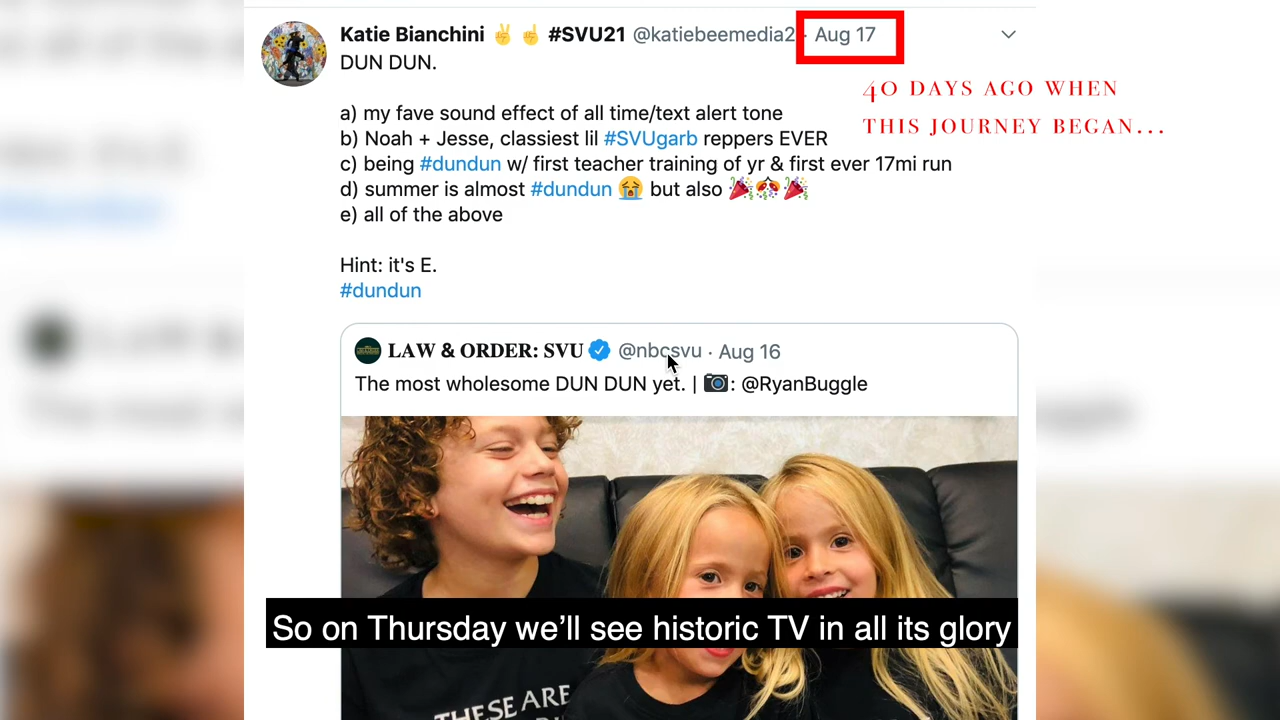 Katie Bianchini ✌️ ☝️ #SVU21 @katiebeemedia2 · Aug 17
DUN DUN.
40 DAYS AGO WHEN
THIS JOURNEY BEGAN...
a) my fave sound effect of all time/text alert tone
b) Noah + Jesse, classiest lil #SVUgarb reppers EVER
c) being #dundun w/ first teacher training of yr & first ever 17mi run
d) summer is almost #dundun 😭 but also 🎉🎊🎉
e) all of the above
Hint: it's E.
#dundun
LAW & ORDER: SVU @nbcsvu · Aug 16
The most wholesome DUN DUN yet. | 📷: @RyanBuggle
So on Thursday we'll see historic TV in all its glory
THESE ARE